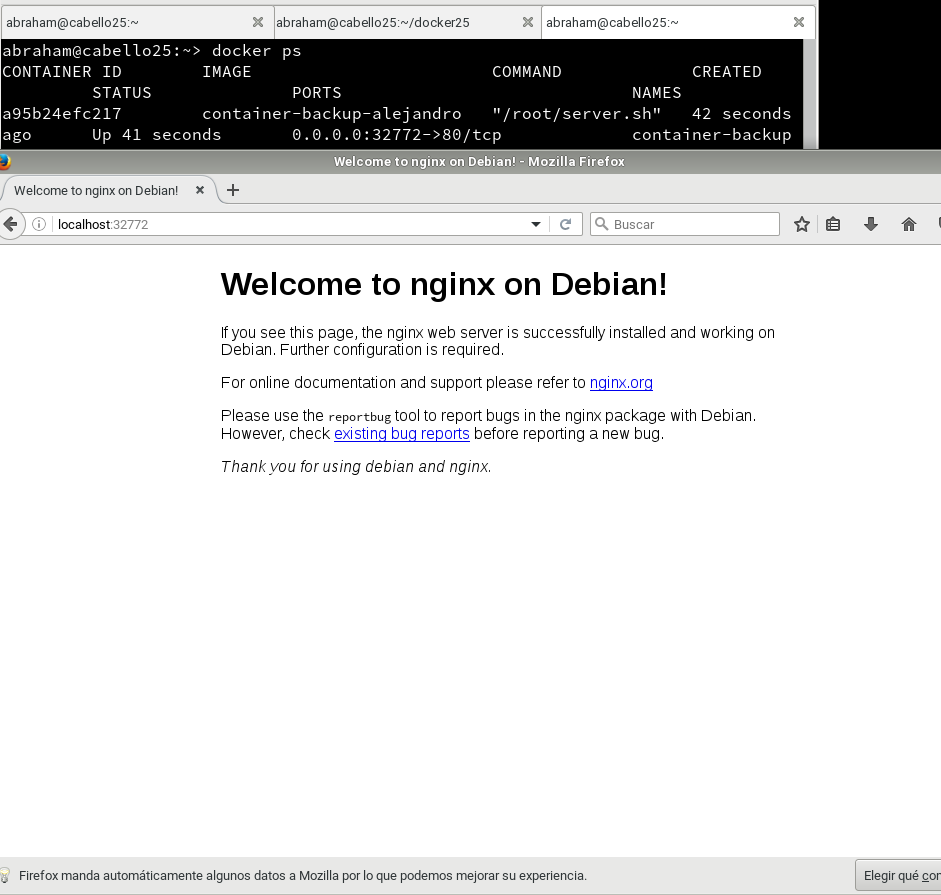 abraham@cabello25:~ abraham@cabello25:~/docker25 abraham@cabello25:~
abraham@cabello25:~> docker ps
CONTAINER ID IMAGE COMMAND CREATED
STATUS PORTS NAMES
a95b24efc217 container-backup-alejandro "/root/server.sh" 42 seconds
ago Up 41 seconds 0.0.0.0:32772->80/tcp container-backup
Welcome to nginx on Debian! - Mozilla Firefox
Welcome to nginx on Debian!
localhost:32772 Buscar
Welcome to nginx on Debian!
If you see this page, the nginx web server is successfully installed and working on
Debian. Further configuration is required.
For online documentation and support please refer to nginx.org
Please use the reportbug tool to report bugs in the nginx package with Debian.
However, check existing bug reports before reporting a new bug.
Thank you for using debian and nginx.
Firefox manda automáticamente algunos datos a Mozilla por lo que podemos mejorar su experiencia. Elegir qué